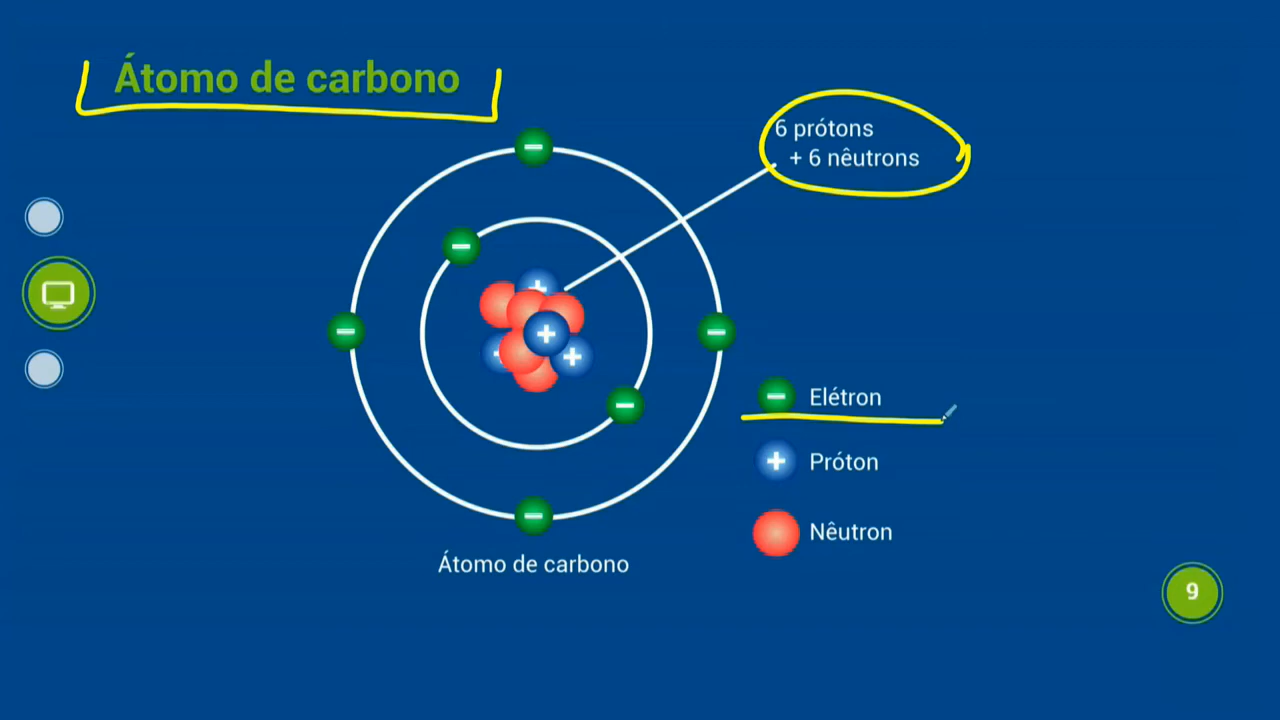 Átomo de carbono
6 prótons
+ 6 nêutrons
Elétron
Próton
Nêutron
Átomo de carbono
9